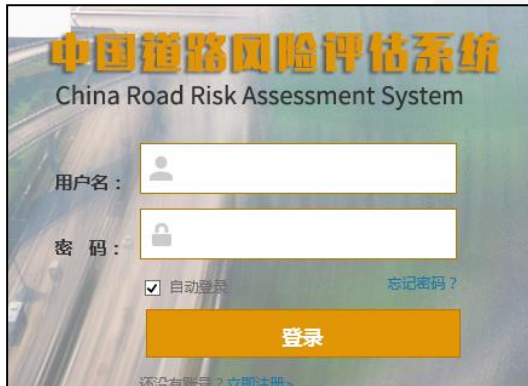 中国道路风险评估系统
China Road Risk Assessment System
用户名：
密 码：
自动登录 忘记密码？
登录
还没有账号？立即注册>